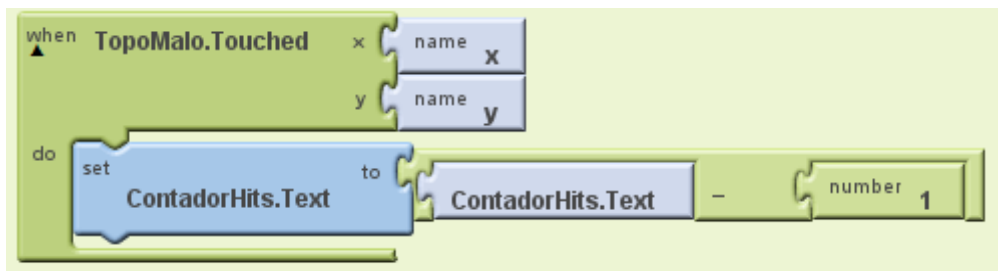 when TopoMalo.Touched x name x
y name y
do set ContadorHits.Text to ContadorHits.Text - number 1